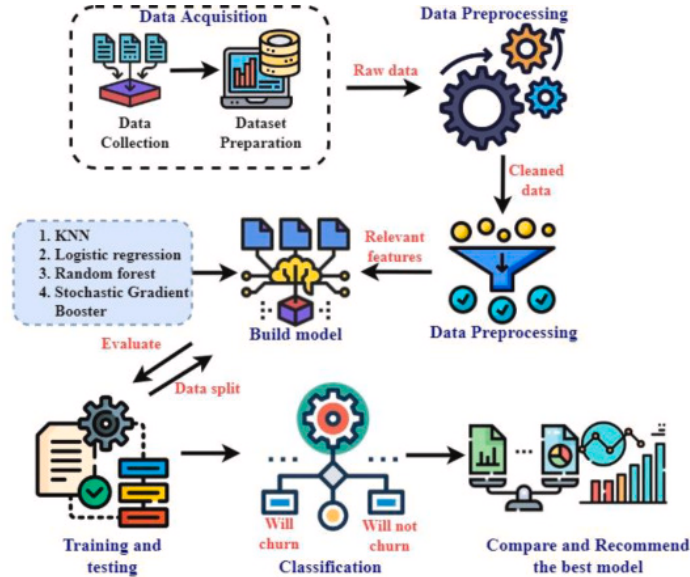 Data Acquisition
Data
Collection
Dataset
Preparation
Raw data
Data Preprocessing
Cleaned
data
1. KNN
2. Logistic regression
3. Random forest
4. Stochastic Gradient
Booster
Build model
Relevant
features
Data Preprocessing
Evaluate
Data split
Training and
testing
Will
churn
Will not
churn
Classification
Compare and Recommend
the best model